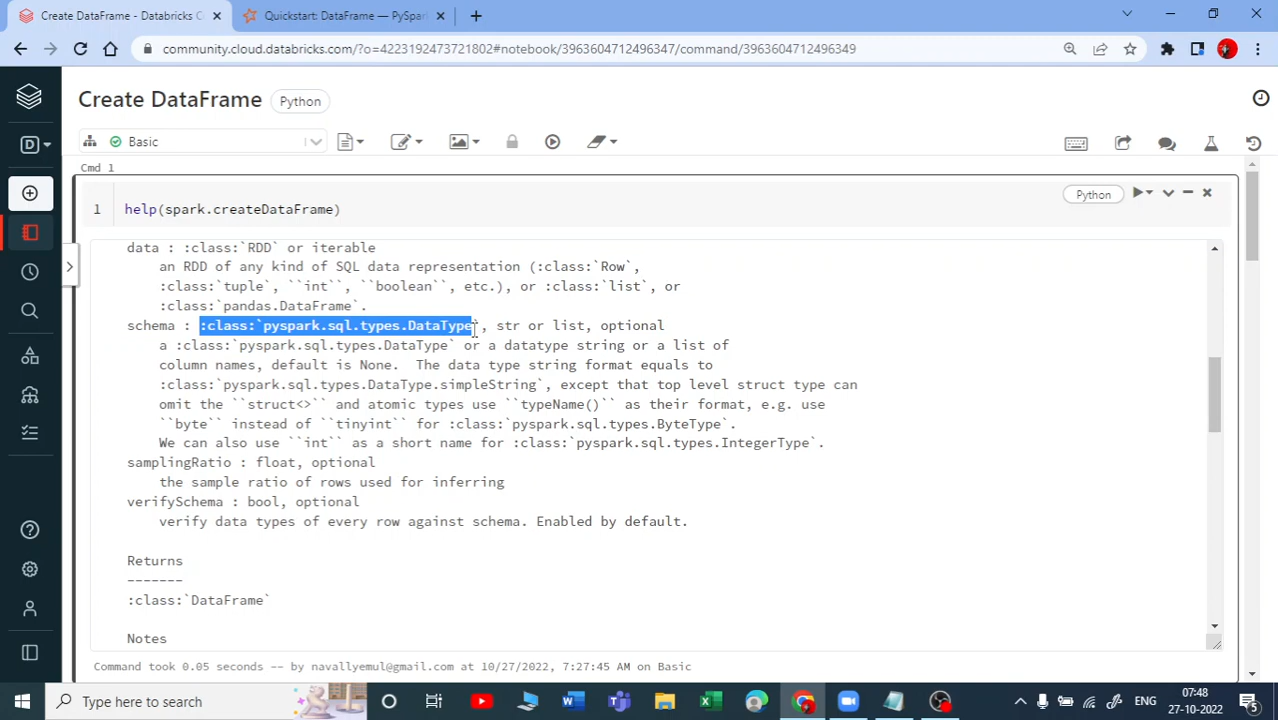 Create DataFrame - Databricks C
Quickstart: DataFrame — PySpark
community.cloud.databricks.com/?o=4223192473721802#notebook/3963604712496347/command/3963604712496349
Create DataFrame
Python
D
Basic
Cmd 1
1 help(spark.createDataFrame)
Python
data : :class:`RDD` or iterable
an RDD of any kind of SQL data representation (:class:`Row`,
:class:`tuple`, ``int``, ``boolean``, etc.), or :class:`list`, or
:class:`pandas.DataFrame`.
schema : :class:`pyspark.sql.types.DataType`, str or list, optional
a :class:`pyspark.sql.types.DataType` or a datatype string or a list of
column names, default is None.  The data type string format equals to
:class:`pyspark.sql.types.DataType.simpleString`, except that top level struct type can
omit the ``struct<>`` and atomic types use ``typeName()`` as their format, e.g. use
``byte`` instead of ``tinyint`` for :class:`pyspark.sql.types.ByteType`.
We can also use ``int`` as a short name for :class:`pyspark.sql.types.IntegerType`.
samplingRatio : float, optional
the sample ratio of rows used for inferring
verifySchema : bool, optional
verify data types of every row against schema. Enabled by default.
Returns
-------
:class:`DataFrame`
Notes
Command took 0.05 seconds -- by navallyemul@gmail.com at 10/27/2022, 7:27:45 AM on Basic
Type here to search
ENG
07:48
27-10-2022
5